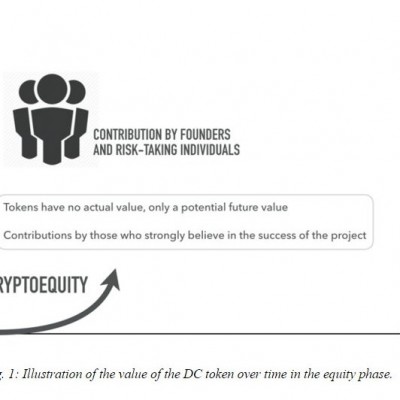 CONTRIBUTION BY FOUNDERS
AND RISK-TAKING INDIVIDUALS
Tokens have no actual value, only a potential future value
Contributions by those who strongly believe in the success of the project
RYPTOEQUITY
g. 1: Illustration of the value of the DC token over time in the equity phase.